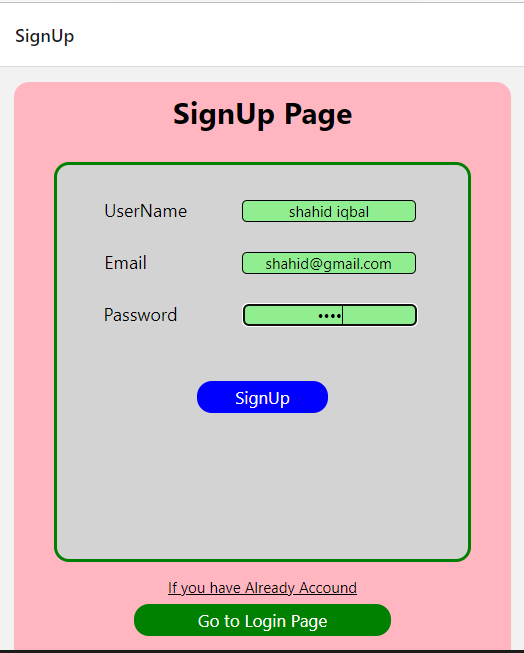 SignUp
SignUp Page
UserName shahid iqbal
Email shahid@gmail.com
Password ••••
SignUp
If you have Already Accound
Go to Login Page